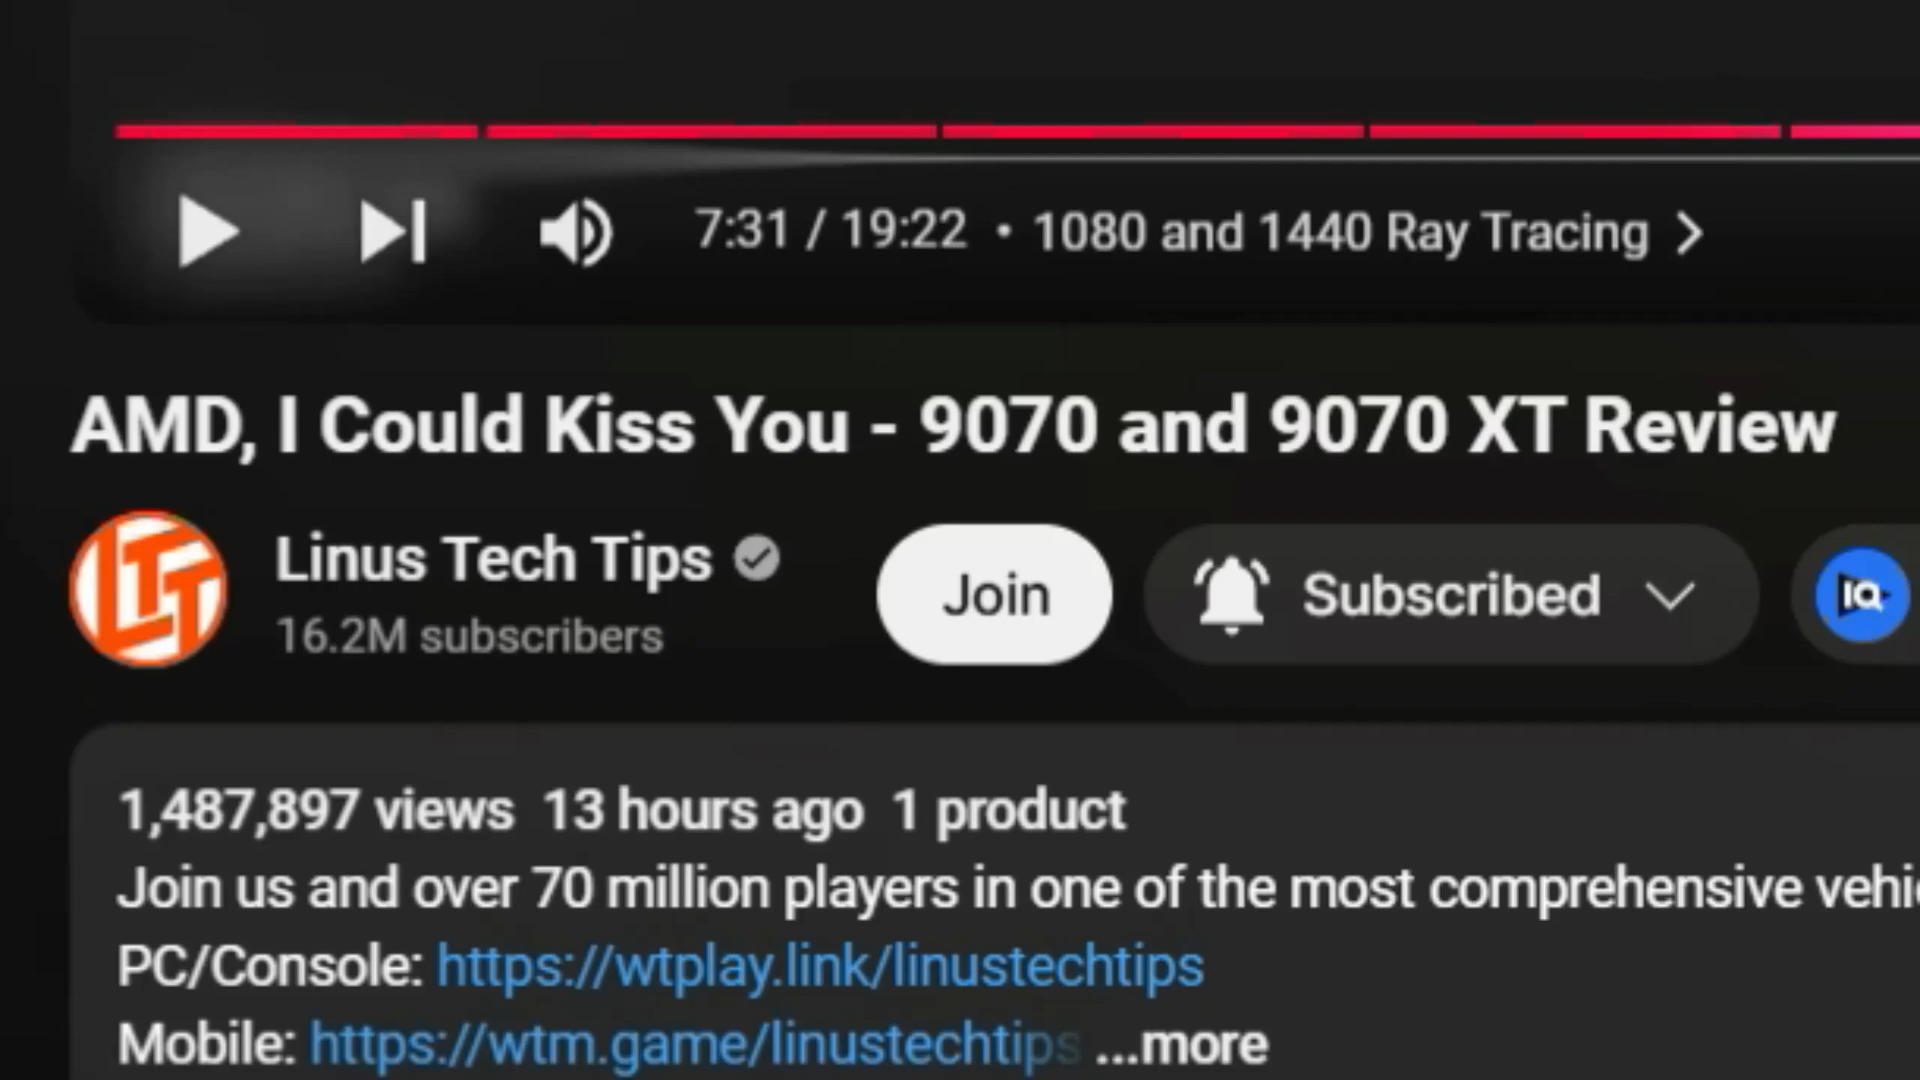 7:31 / 19:22 • 1080 and 1440 Ray Tracing
AMD, I Could Kiss You - 9070 and 9070 XT Review
LTT
Linus Tech Tips
16.2M subscribers
Join
Subscribed
IQ
1,487,897 views 13 hours ago 1 product
Join us and over 70 million players in one of the most comprehensive vehic
PC/Console: https://wtplay.link/linustechtips
Mobile: https://wtm.game/linustechtips ...more